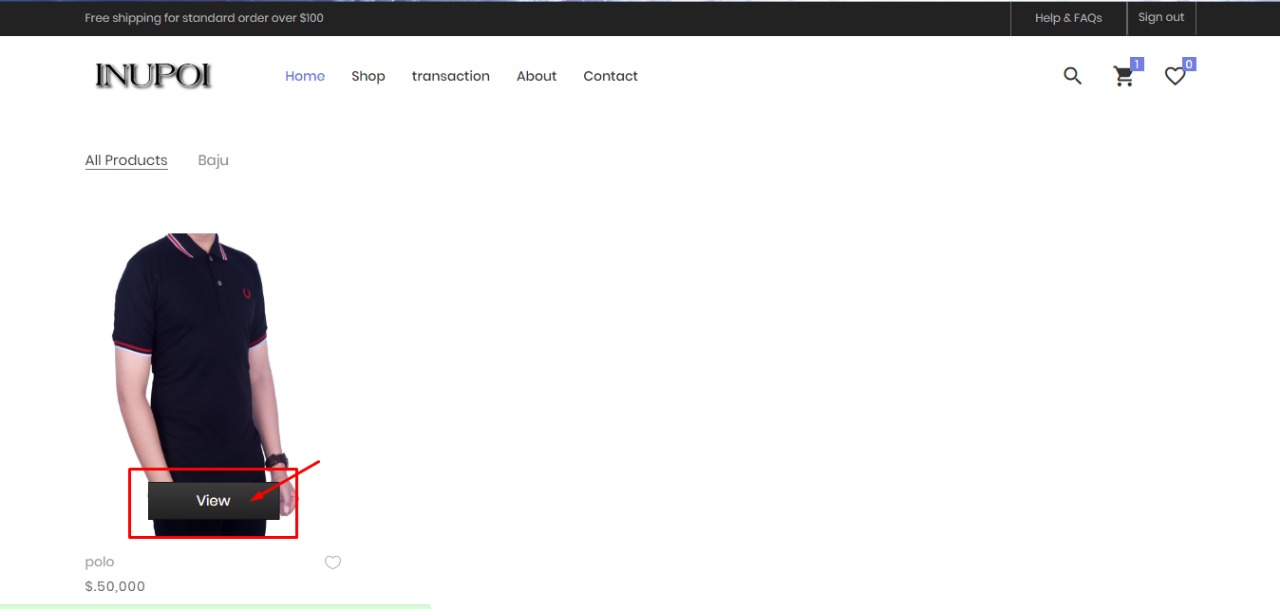 Free shipping for standard order over $100
Help & FAQs
Sign out
INUPOI
Home
Shop
transaction
About
Contact
1
0
All Products
Baju
View
polo
$.50,000